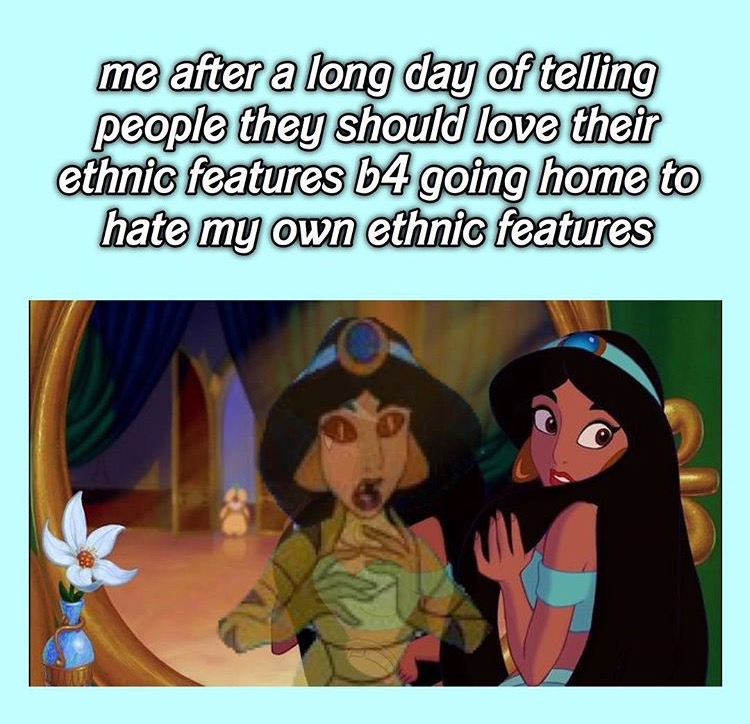 me after a long day of telling
people they should love their
ethnic features b4 going home to
hate my own ethnic features